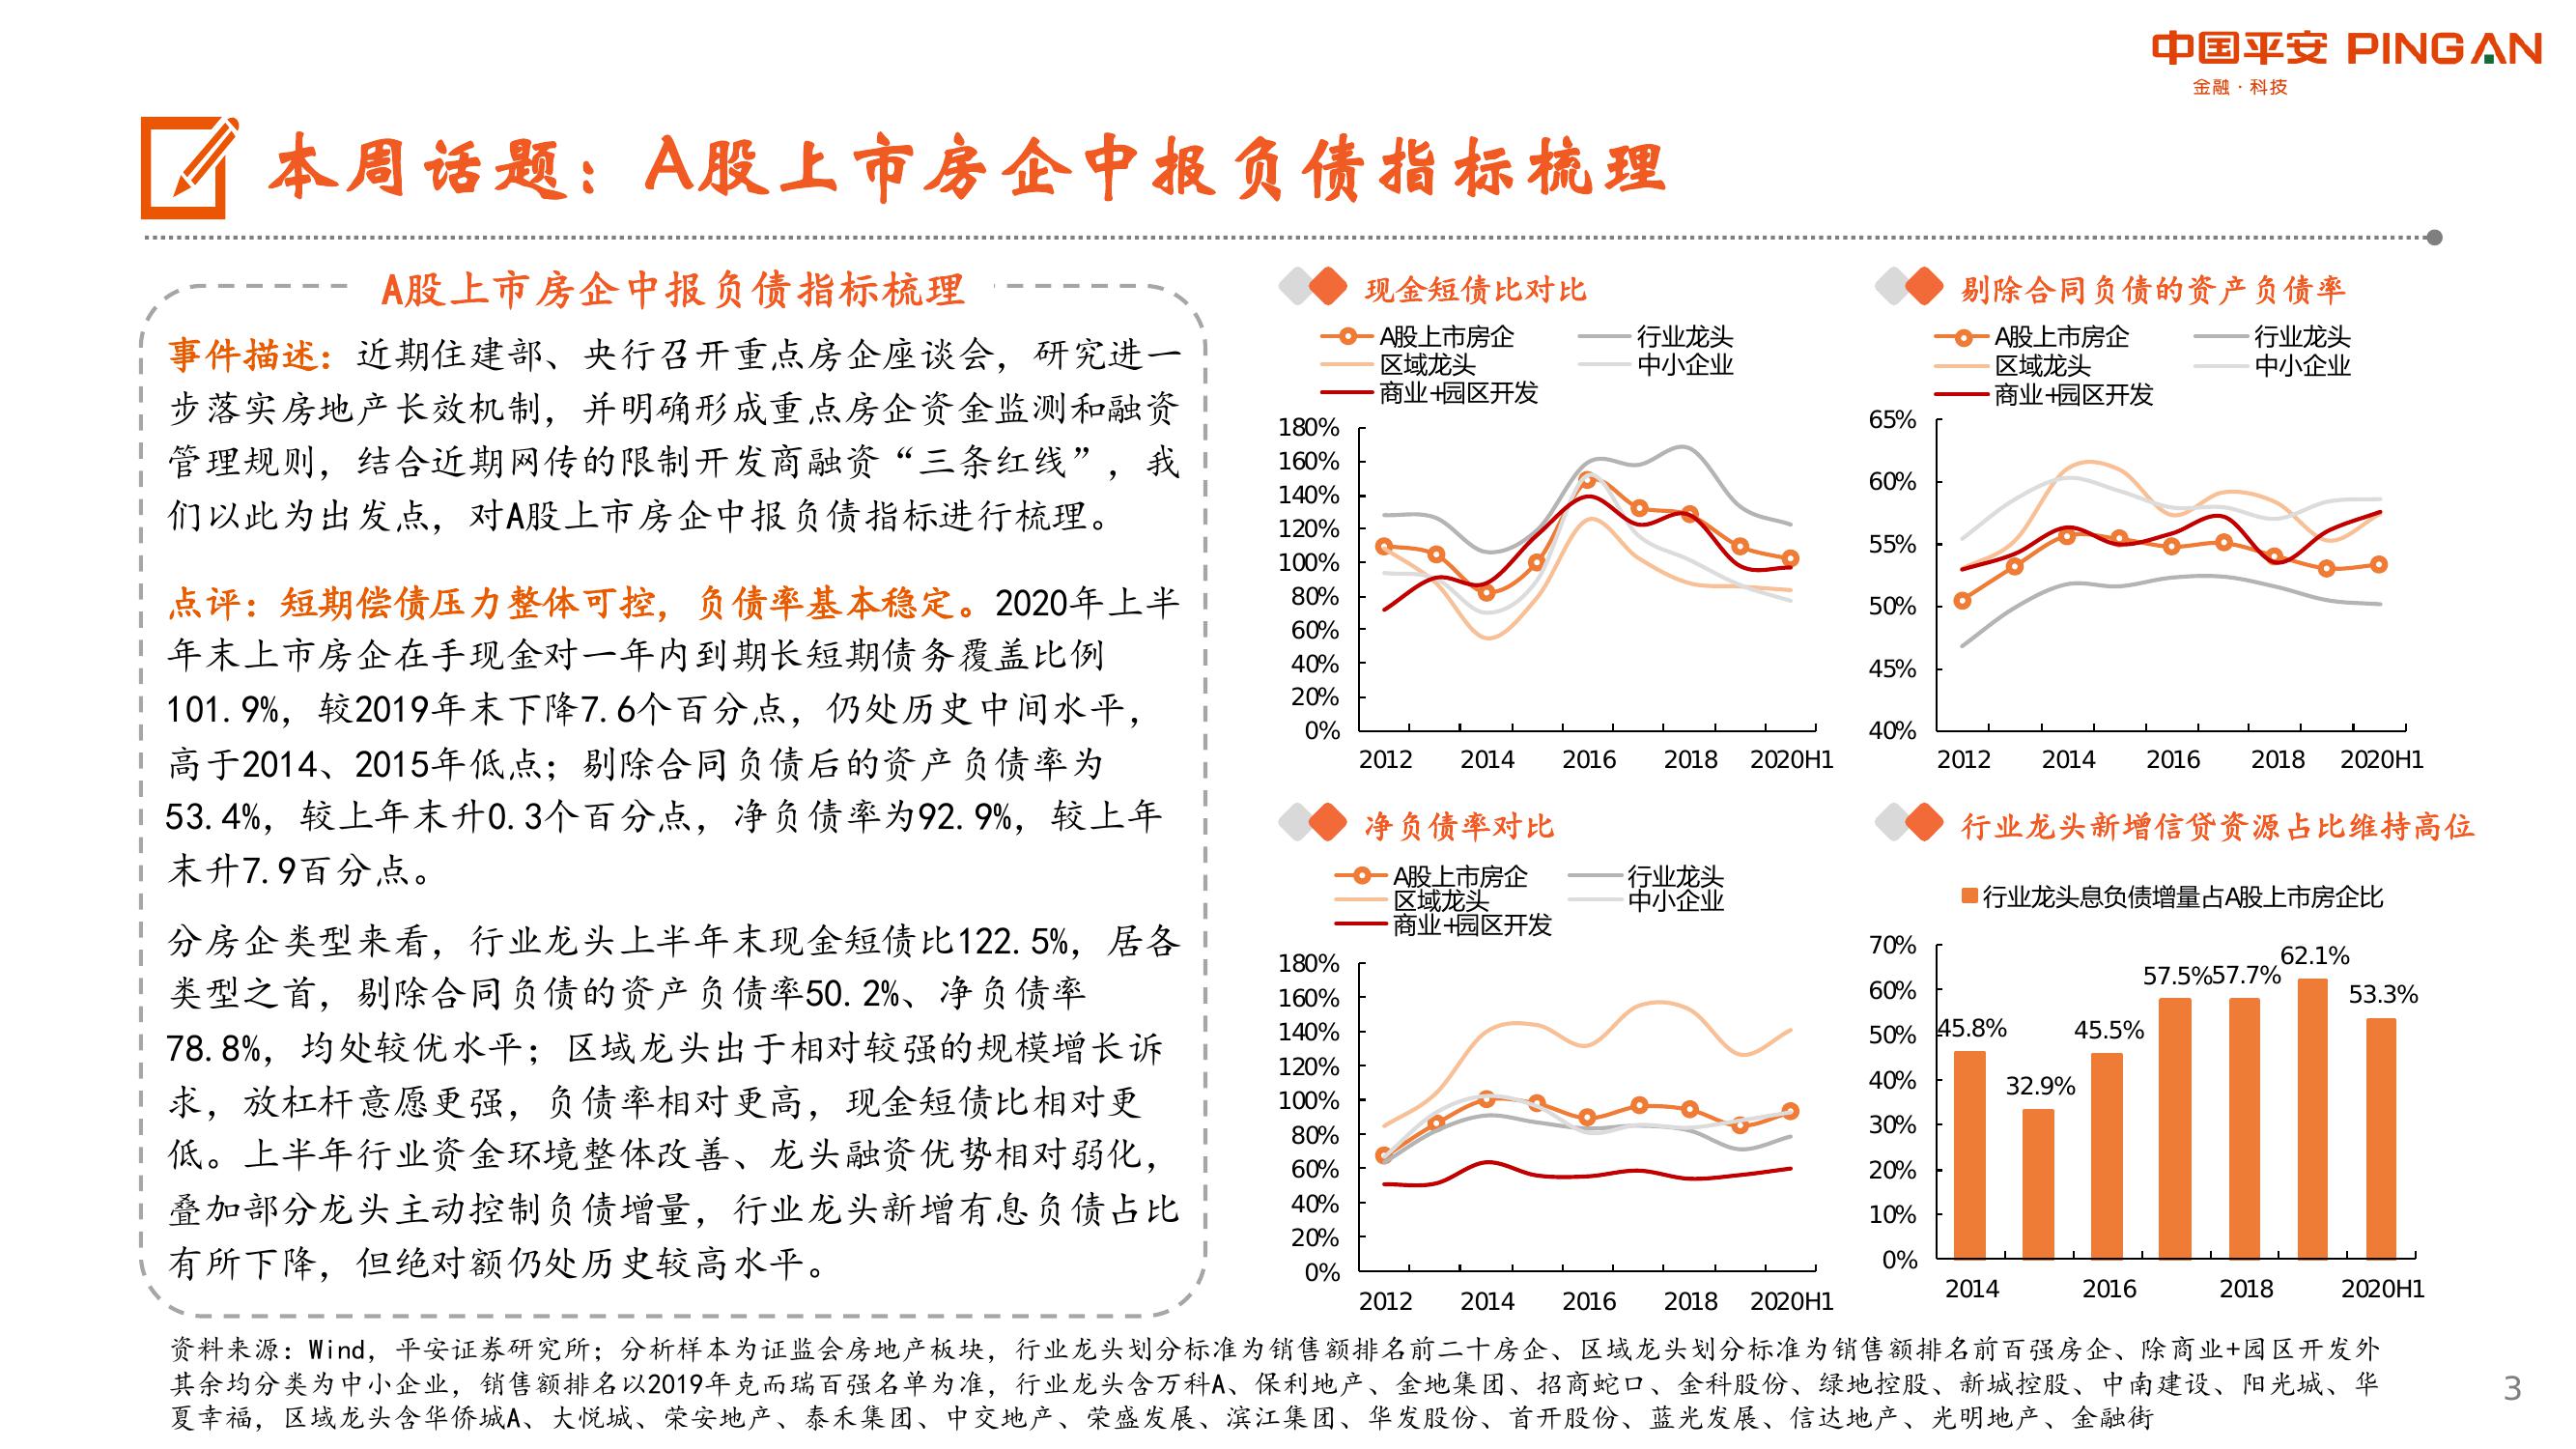 中国平安 PINGAN
金融·科技
本周话题：A股上市房企中报负债指标梳理
A股上市房企中报负债指标梳理
事件描述：近期住建部、央行召开重点房企座谈会，研究进一
步落实房地产长效机制，并明确形成重点房企资金监测和融资
管理规则，结合近期网传的限制开发商融资“三条红线”，我
们以此为出发点，对A股上市房企中报负债指标进行梳理。
点评：短期偿债压力整体可控，负债率基本稳定。2020年上半
年末上市房企在手现金对一年内到期长短期债务覆盖比例
101.9%，较2019年末下降7.6个百分点，仍处历史中间水平，
高于2014、2015年低点；剔除合同负债后的资产负债率为
53.4%，较上年末升0.3个百分点，净负债率为92.9%，较上年
末升7.9百分点。
分房企类型来看，行业龙头上半年末现金短债比122.5%，居各
类型之首，剔除合同负债的资产负债率50.2%、净负债率
78.8%，均处较优水平；区域龙头出于相对较强的规模增长诉
求，放杠杆意愿更强，负债率相对更高，现金短债比相对更
低。上半年行业资金环境整体改善、龙头融资优势相对弱化，
叠加部分龙头主动控制负债增量，行业龙头新增有息负债占比
有所下降，但绝对额仍处历史较高水平。
现金短债比对比
A股上市房企 行业龙头
区域龙头 中小企业
商业+园区开发
180%
160%
140%
120%
100%
80%
60%
40%
20%
0%
2012 2014 2016 2018 2020H1
剔除合同负债的资产负债率
A股上市房企 行业龙头
区域龙头 中小企业
商业+园区开发
65%
60%
55%
50%
45%
40%
2012 2014 2016 2018 2020H1
净负债率对比
A股上市房企 行业龙头
区域龙头 中小企业
商业+园区开发
180%
160%
140%
120%
100%
80%
60%
40%
20%
0%
2012 2014 2016 2018 2020H1
行业龙头新增信贷资源占比维持高位
行业龙头息负债增量占A股上市房企比
70%
60%
50%
40%
30%
20%
10%
0%
45.8% 32.9% 45.5% 57.5% 57.7% 62.1% 53.3%
2014 2016 2018 2020H1
资料来源：Wind，平安证券研究所；分析样本为证监会房地产板块，行业龙头划分标准为销售额排名前二十房企、区域龙头划分标准为销售额排名前百强房企、除商业+园区开发外
其余均分类为中小企业，销售额排名以2019年克而瑞百强名单为准，行业龙头含万科A、保利地产、金地集团、招商蛇口、金科股份、绿地控股、新城控股、中南建设、阳光城、华
夏幸福，区域龙头含华侨城A、大悦城、荣安地产、泰禾集团、中交地产、荣盛发展、滨江集团、华发股份、首开股份、蓝光发展、信达地产、光明地产、金融街
3